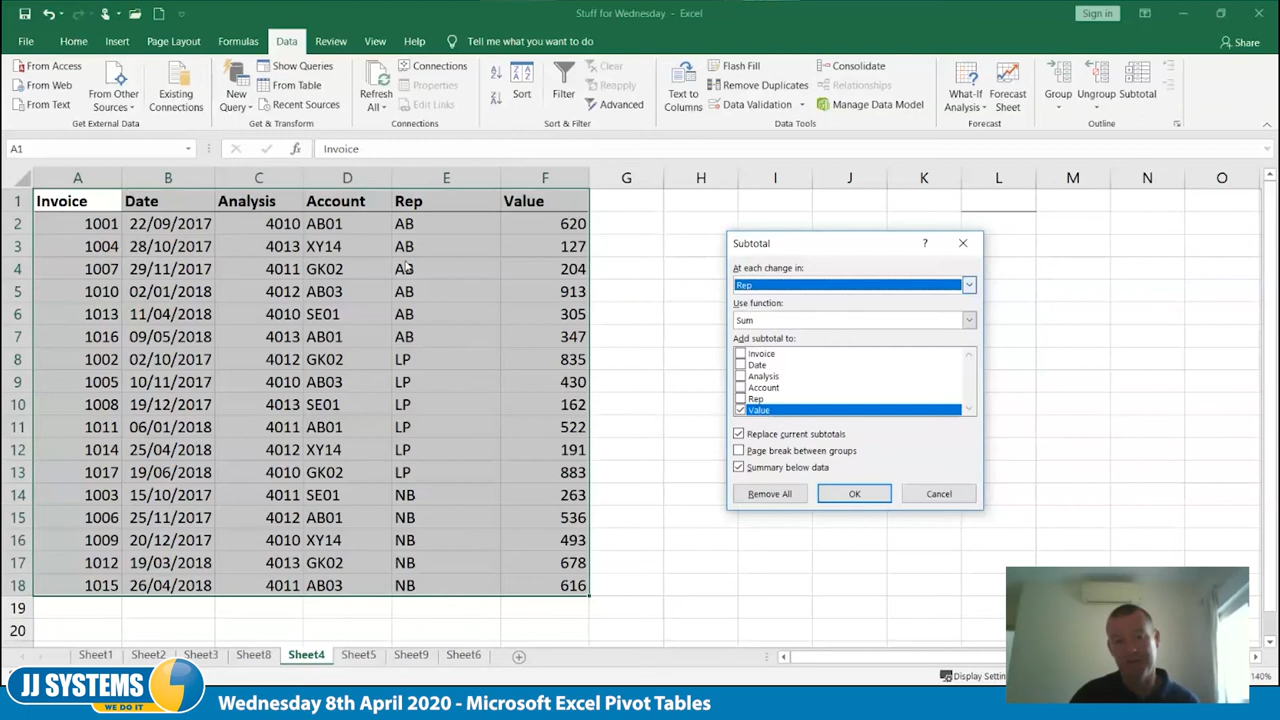 Stuff for Wednesday - Excel
Sign in
File Home Insert Page Layout Formulas Data Review View Help Tell me what you want to do Share
From Access
From Web
From Text
From Other Sources
Existing Connections
Get External Data
New Query
Show Queries
From Table
Recent Sources
Get & Transform
Refresh All
Connections
Properties
Edit Links
Connections
Sort
Filter
Clear
Reapply
Advanced
Sort & Filter
Text to Columns
Flash Fill
Remove Duplicates
Data Validation
Consolidate
Relationships
Manage Data Model
Data Tools
What-If Analysis
Forecast Sheet
Forecast
Group
Ungroup
Subtotal
Outline
A1 fx Invoice
A B C D E F G H I J K L M N O
1 Invoice Date Analysis Account Rep Value
2 1001 22/09/2017 4010 AB01 AB 620
3 1004 28/10/2017 4013 XY14 AB 127
4 1007 29/11/2017 4011 GK02 AB 204
5 1010 02/01/2018 4012 AB03 AB 913
6 1013 11/04/2018 4010 SE01 AB 305
7 1016 09/05/2018 4013 AB01 AB 347
8 1002 02/10/2017 4012 GK02 LP 835
9 1005 10/11/2017 4010 AB03 LP 430
10 1008 19/12/2017 4013 SE01 LP 162
11 1011 06/01/2018 4011 AB01 LP 522
12 1014 25/04/2018 4012 XY14 LP 191
13 1017 19/06/2018 4010 GK02 LP 883
14 1003 15/10/2017 4011 SE01 NB 263
15 1006 25/11/2017 4012 AB01 NB 536
16 1009 20/12/2017 4010 XY14 NB 493
17 1012 19/03/2018 4013 GK02 NB 678
18 1015 26/04/2018 4011 AB03 NB 616
19
20
Subtotal ?
At each change in:
Rep
Use function:
Sum
Add subtotal to:
Invoice
Date
Analysis
Account
Rep
Value
Replace current subtotals
Page break between groups
Summary below data
Remove All OK Cancel
Sheet1 Sheet2 Sheet3 Sheet8 Sheet4 Sheet5 Sheet9 Sheet6
140%
JJ SYSTEMS
WE DO IT
Wednesday 8th April 2020 - Microsoft Excel Pivot Tables